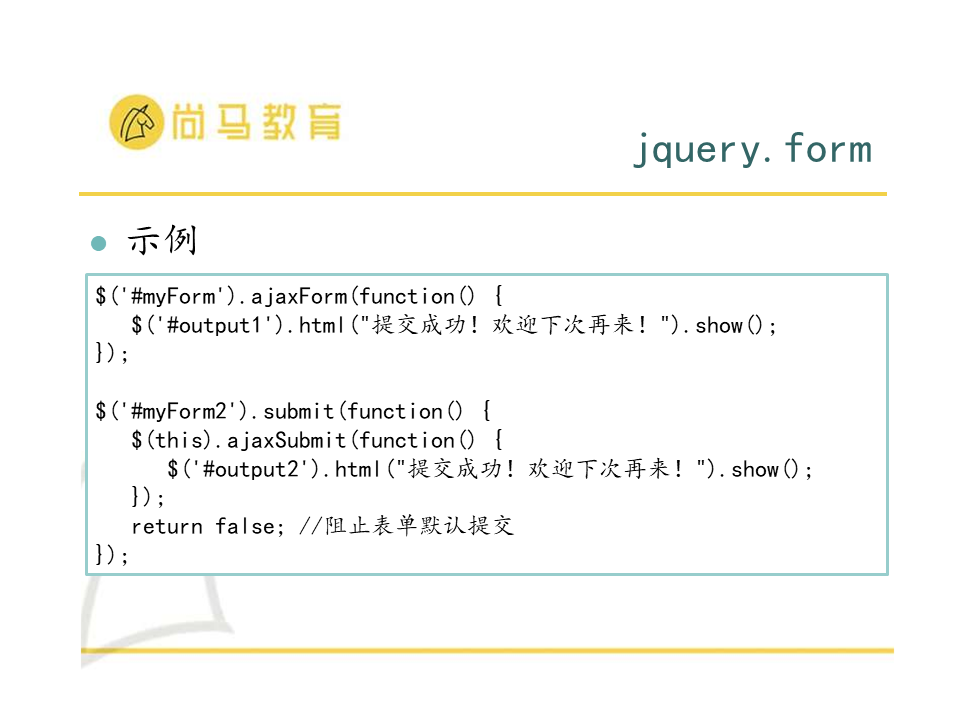 尚马教育
jquery.form
示例
$('#myForm').ajaxForm(function() {
   $('#output1').html("提交成功！欢迎下次再来！").show();
});

$('#myForm2').submit(function() {
   $(this).ajaxSubmit(function() {
      $('#output2').html("提交成功！欢迎下次再来！").show();
   });
   return false; //阻止表单默认提交
});